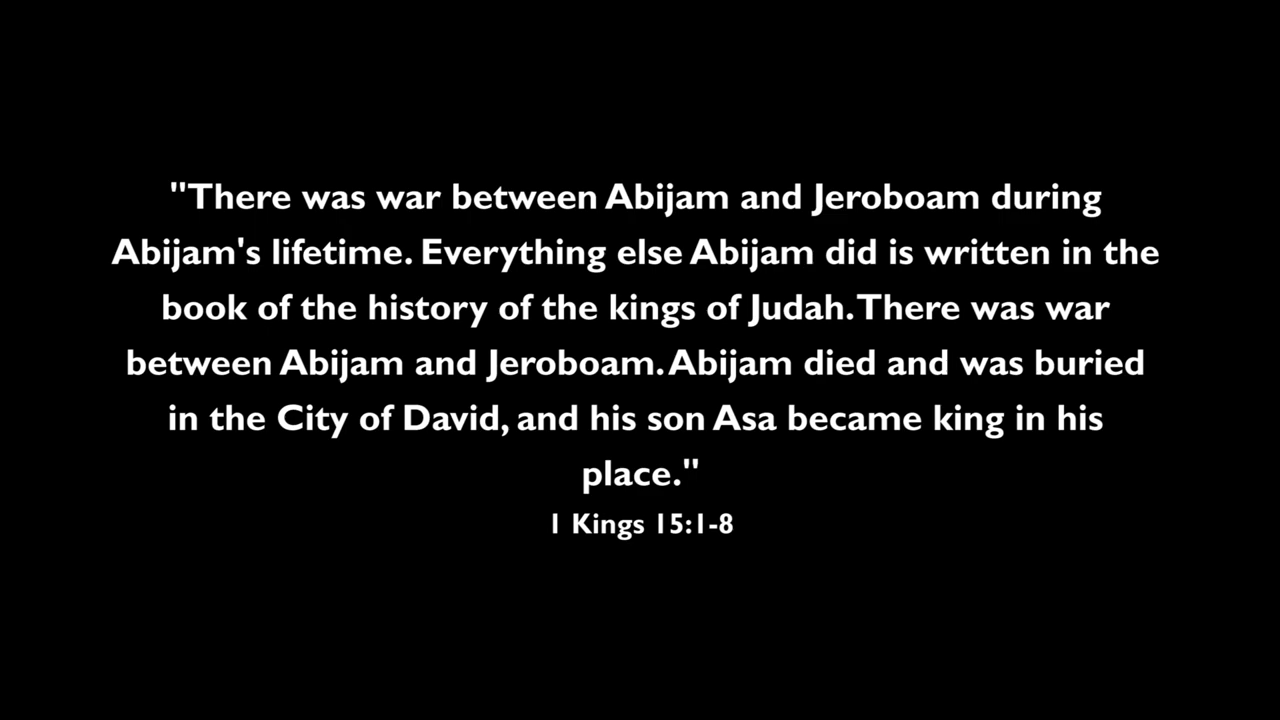 "There was war between Abijam and Jeroboam during
Abijam's lifetime. Everything else Abijam did is written in the
book of the history of the kings of Judah. There was war
between Abijam and Jeroboam. Abijam died and was buried
in the City of David, and his son Asa became king in his
place."
1 Kings 15:1-8